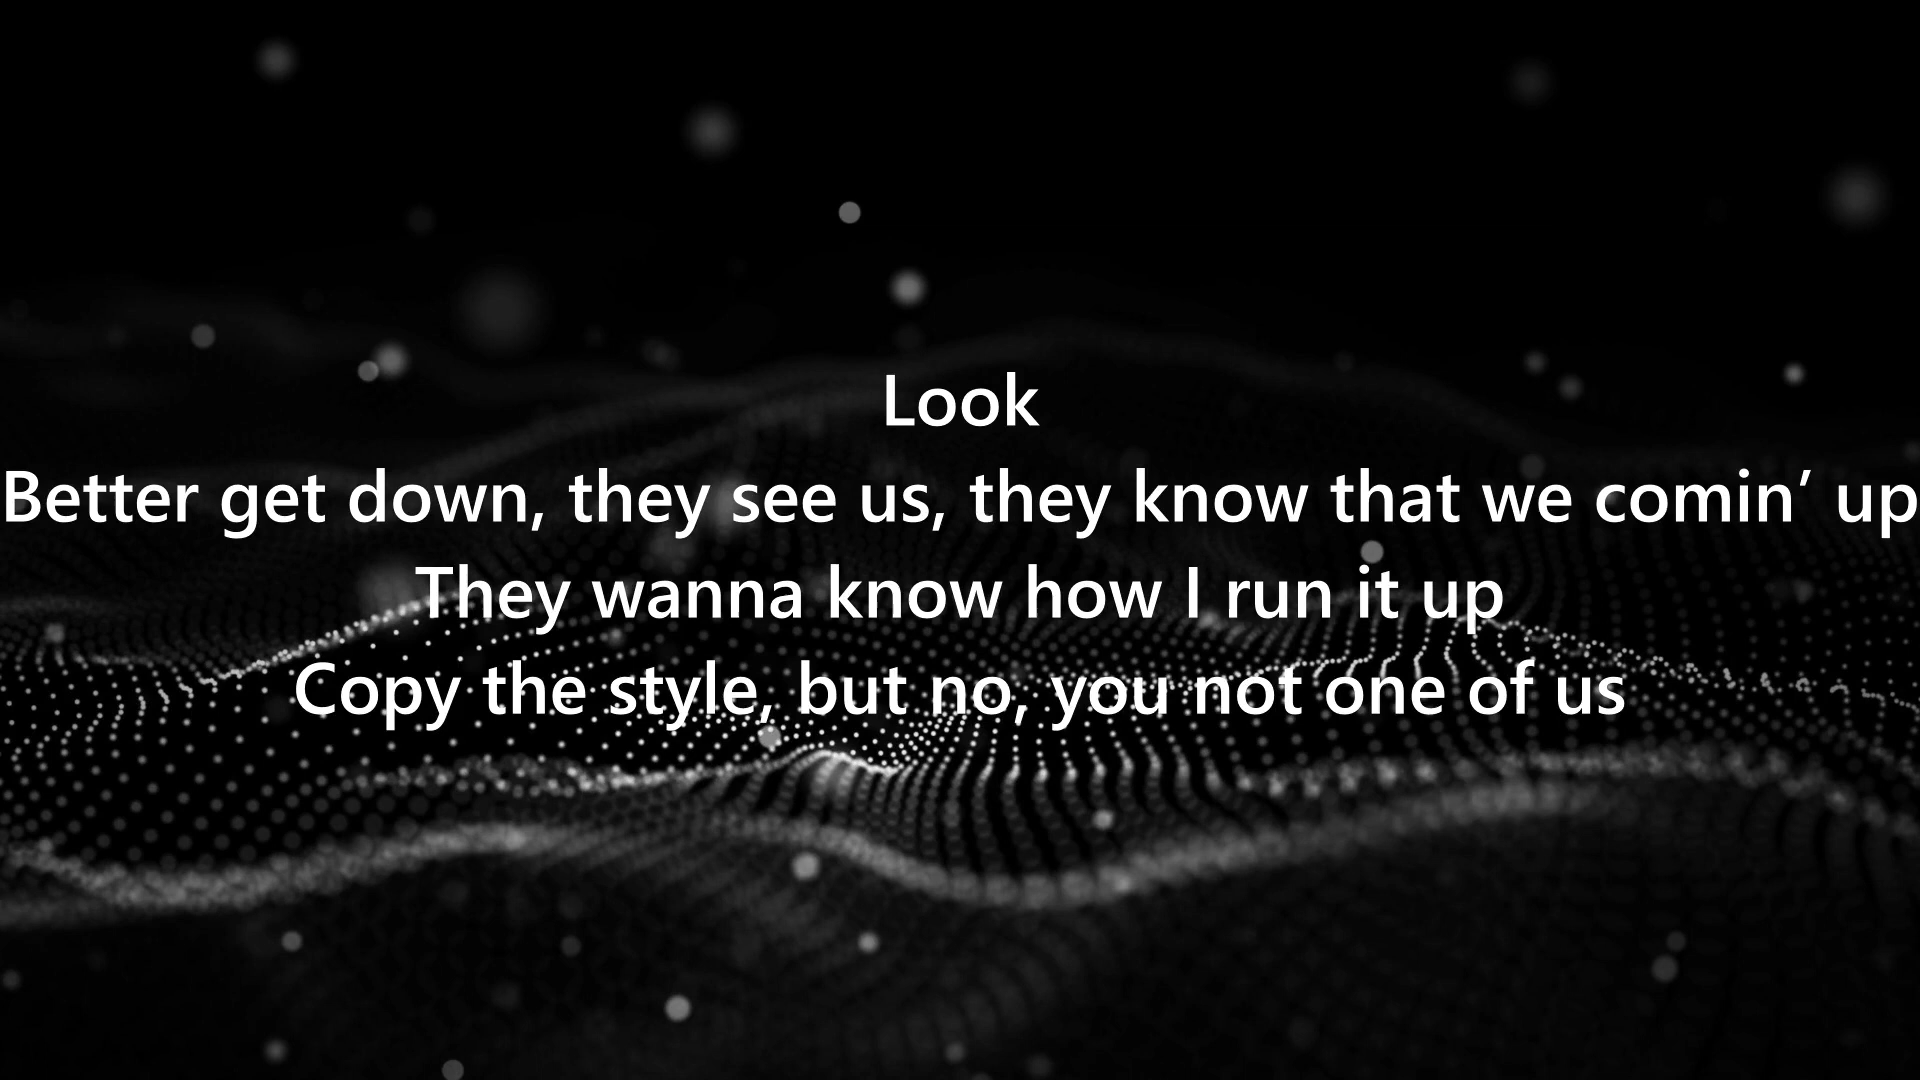 Look
Better get down, they see us, they know that we comin’ up
They wanna know how I run it up
Copy the style, but no, you not one of us